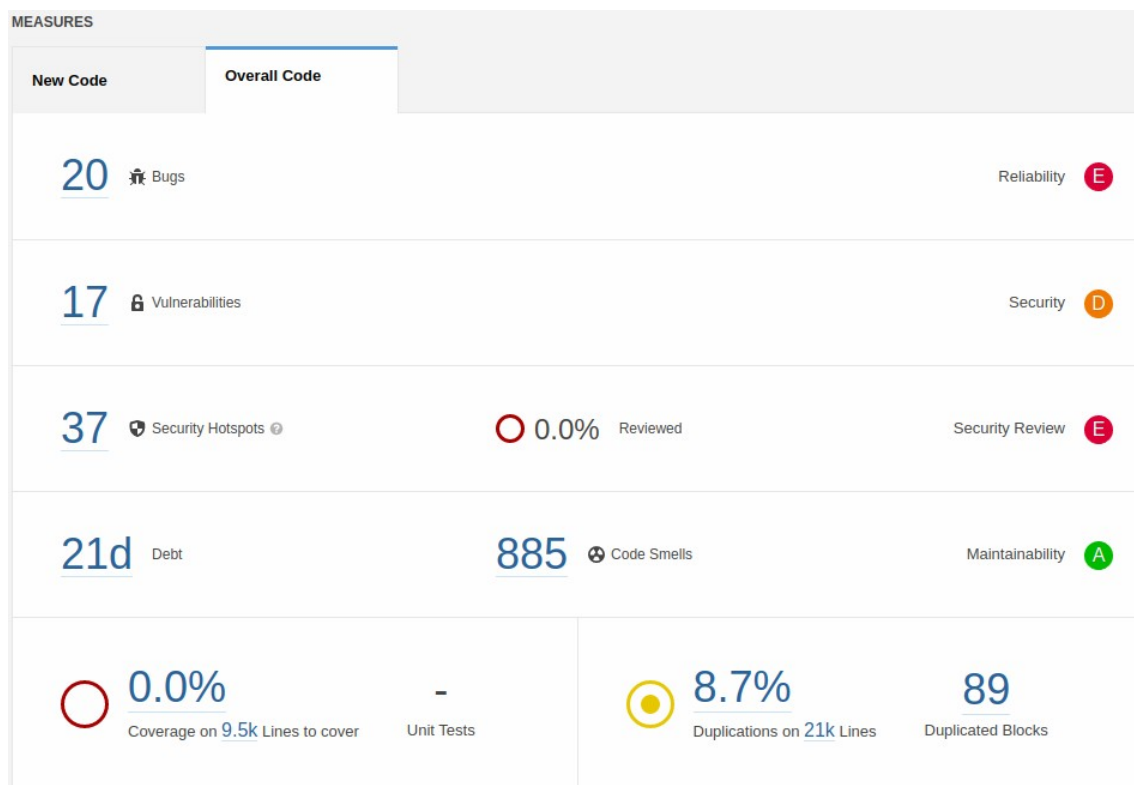 MEASURES
New Code
Overall Code
20 Bugs Reliability E
17 Vulnerabilities Security D
37 Security Hotspots ? 0.0% Reviewed Security Review E
21d Debt 885 Code Smells Maintainability A
0.0% - 8.7% 89
Coverage on 9.5k Lines to cover Unit Tests Duplications on 21k Lines Duplicated Blocks